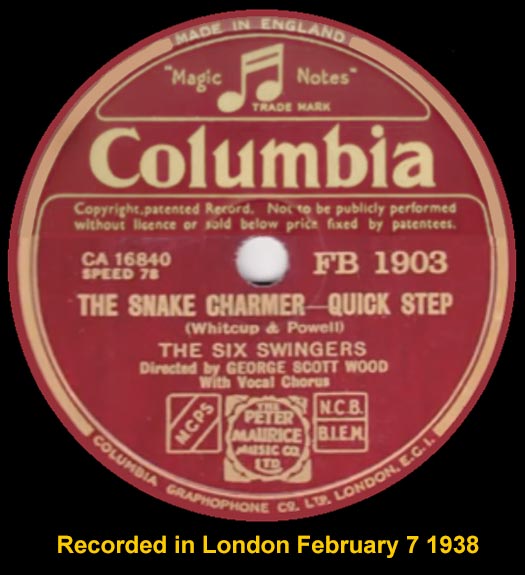 MADE IN ENGLAND
"Magic Notes"
TRADE MARK
Columbia
Copyright, patented Record. Not to be publicly performed
without licence or sold below price fixed by patentees.
CA 16840
SPEED 78
FB 1903
THE SNAKE CHARMER—QUICK STEP
(Whitcup & Powell)
THE SIX SWINGERS
Directed by GEORGE SCOTT WOOD
With Vocal Chorus
M.C.P.S
THE
PETER
MAURICE
MUSIC CO.
LTD.
N.C.B.
B.I.E.M.
COLUMBIA GRAPHOPHONE CO. LTD. LONDON, E.C.1.
Recorded in London February 7 1938